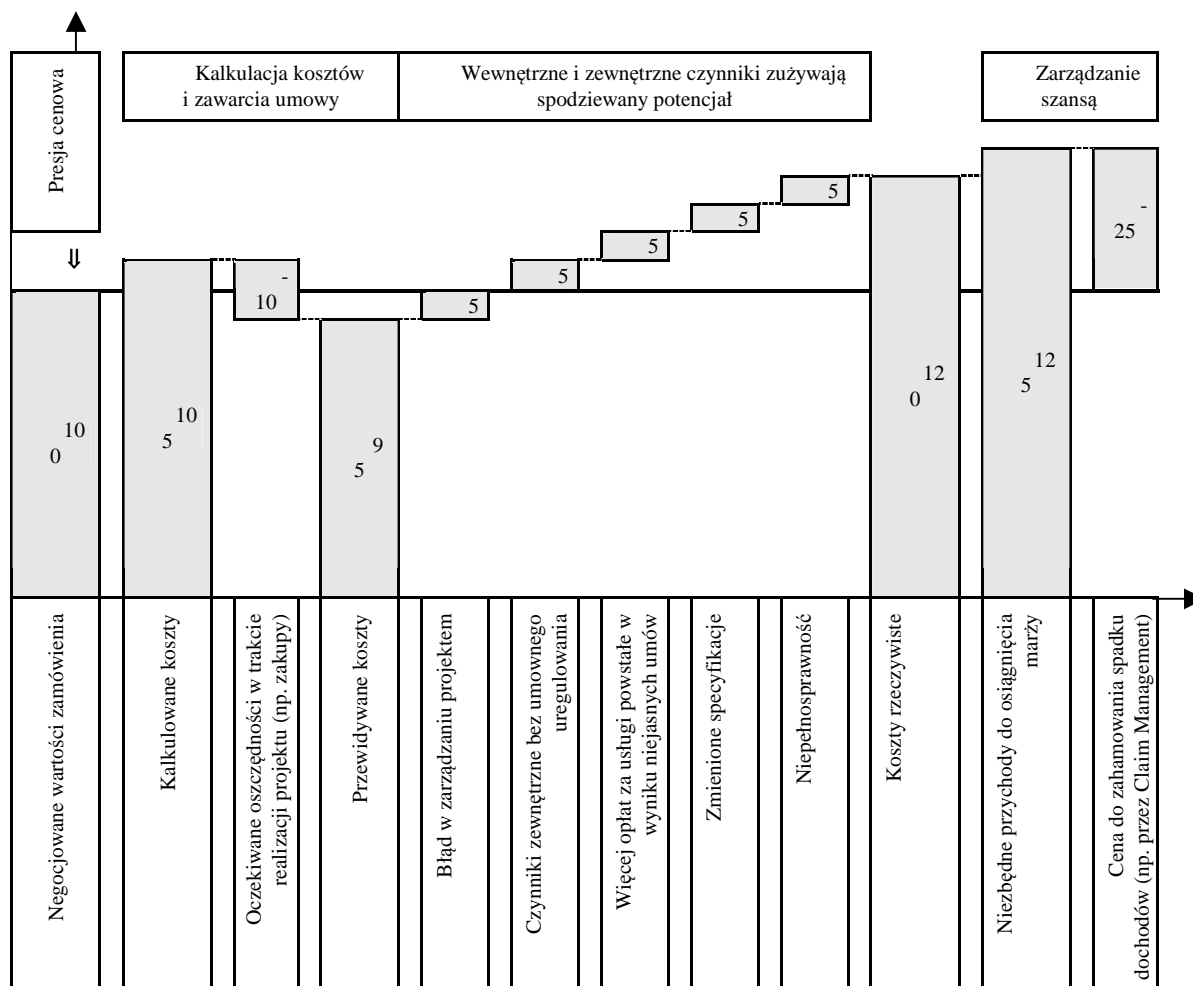 Presja cenowa
Kalkulacja kosztów
i zawarcia umowy
Wewnętrzne i zewnętrzne czynniki zużywają
spodziewany potencjał
Zarządzanie
szansą
⇓
10
0
10
5
-
10
9
5
5
5
5
5
5
12
0
12
5
-
25
Negocjowane wartości zamówienia
Kalkulowane koszty
Oczekiwane oszczędności w trakcie
realizacji projektu (np. zakupy)
Przewidywane koszty
Błąd w zarządzaniu projektem
Czynniki zewnętrzne bez umownego
uregulowania
Więcej opłat za usługi powstałe w
wyniku niejasnych umów
Zmienione specyfikacje
Niepełnosprawność
Koszty rzeczywiste
Niezbędne przychody do osiągnięcia
marży
Cena do zahamowania spadku
dochodów (np. przez Claim Management)